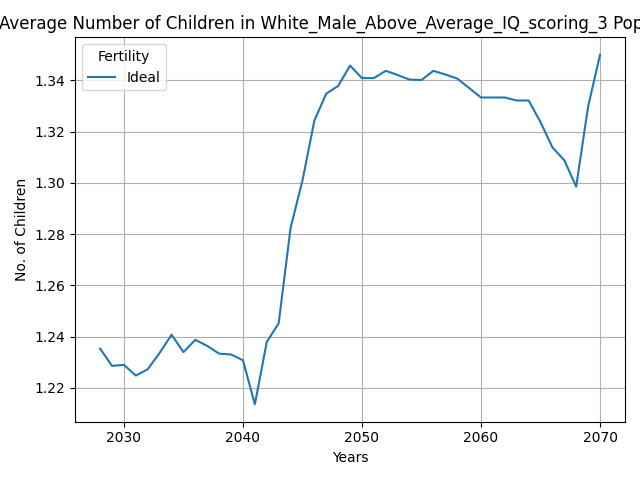 Average Number of Children in White_Male_Above_Average_IQ_scoring_3 Pop
Fertility
Ideal
1.34
1.32
1.30
1.28
1.26
1.24
1.22
No. of Children
2030 2040 2050 2060 2070
Years